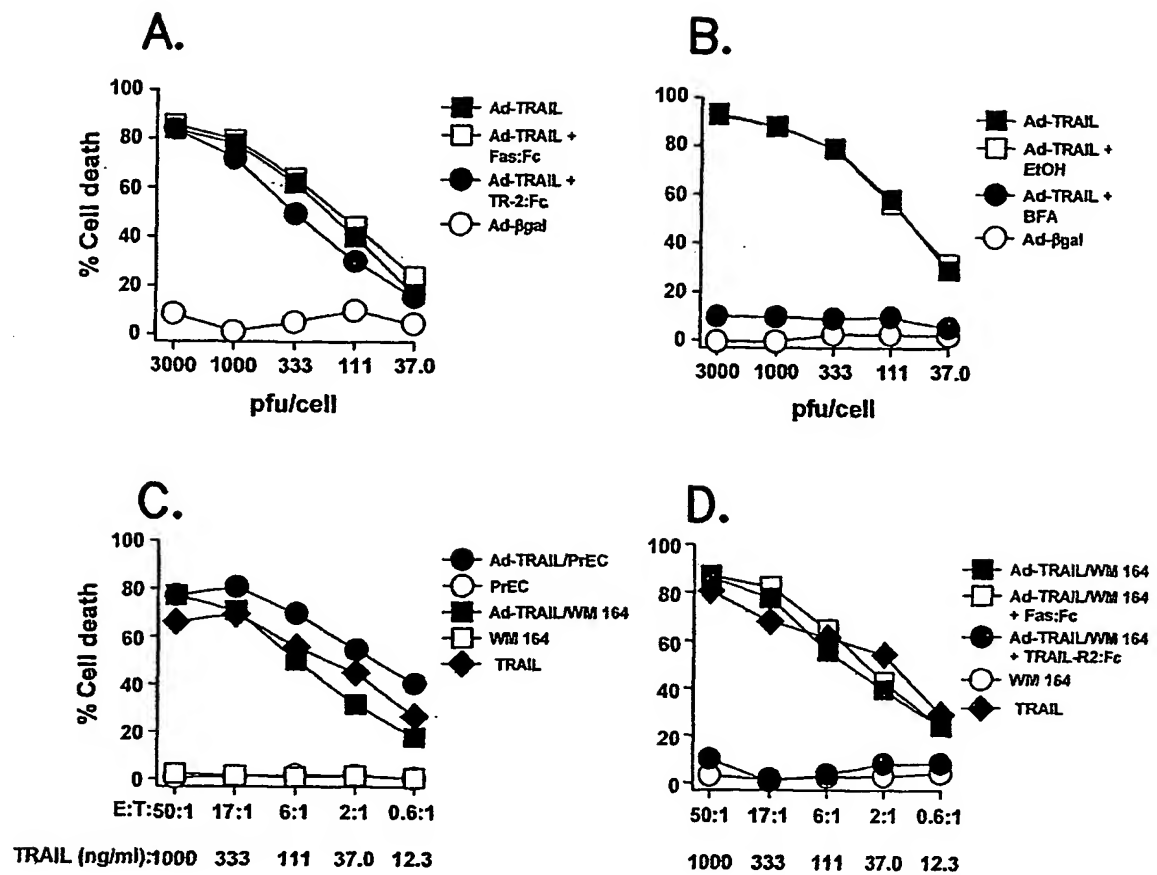 A.
100
80
60
40
20
0
% Cell death
3000 1000 333 111 37.0
pfu/cell
Ad-TRAIL
Ad-TRAIL +
Fas:Fc
Ad-TRAIL +
TR-2:Fc
Ad-βgal
B.
100
80
60
40
20
0
3000 1000 333 111 37.0
pfu/cell
Ad-TRAIL
Ad-TRAIL +
EtOH
Ad-TRAIL +
BFA
Ad-βgal
C.
100
80
60
40
20
0
% Cell death
E:T:50:1 17:1 6:1 2:1 0.6:1
TRAIL (ng/ml):1000 333 111 37.0 12.3
Ad-TRAIL/PrEC
PrEC
Ad-TRAIL/WM 164
WM 164
TRAIL
D.
100
80
60
40
20
0
50:1 17:1 6:1 2:1 0.6:1
1000 333 111 37.0 12.3
Ad-TRAIL/WM 164
Ad-TRAIL/WM 164
+ Fas:Fc
Ad-TRAIL/WM 164
+ TRAIL-R2:Fc
WM 164
TRAIL